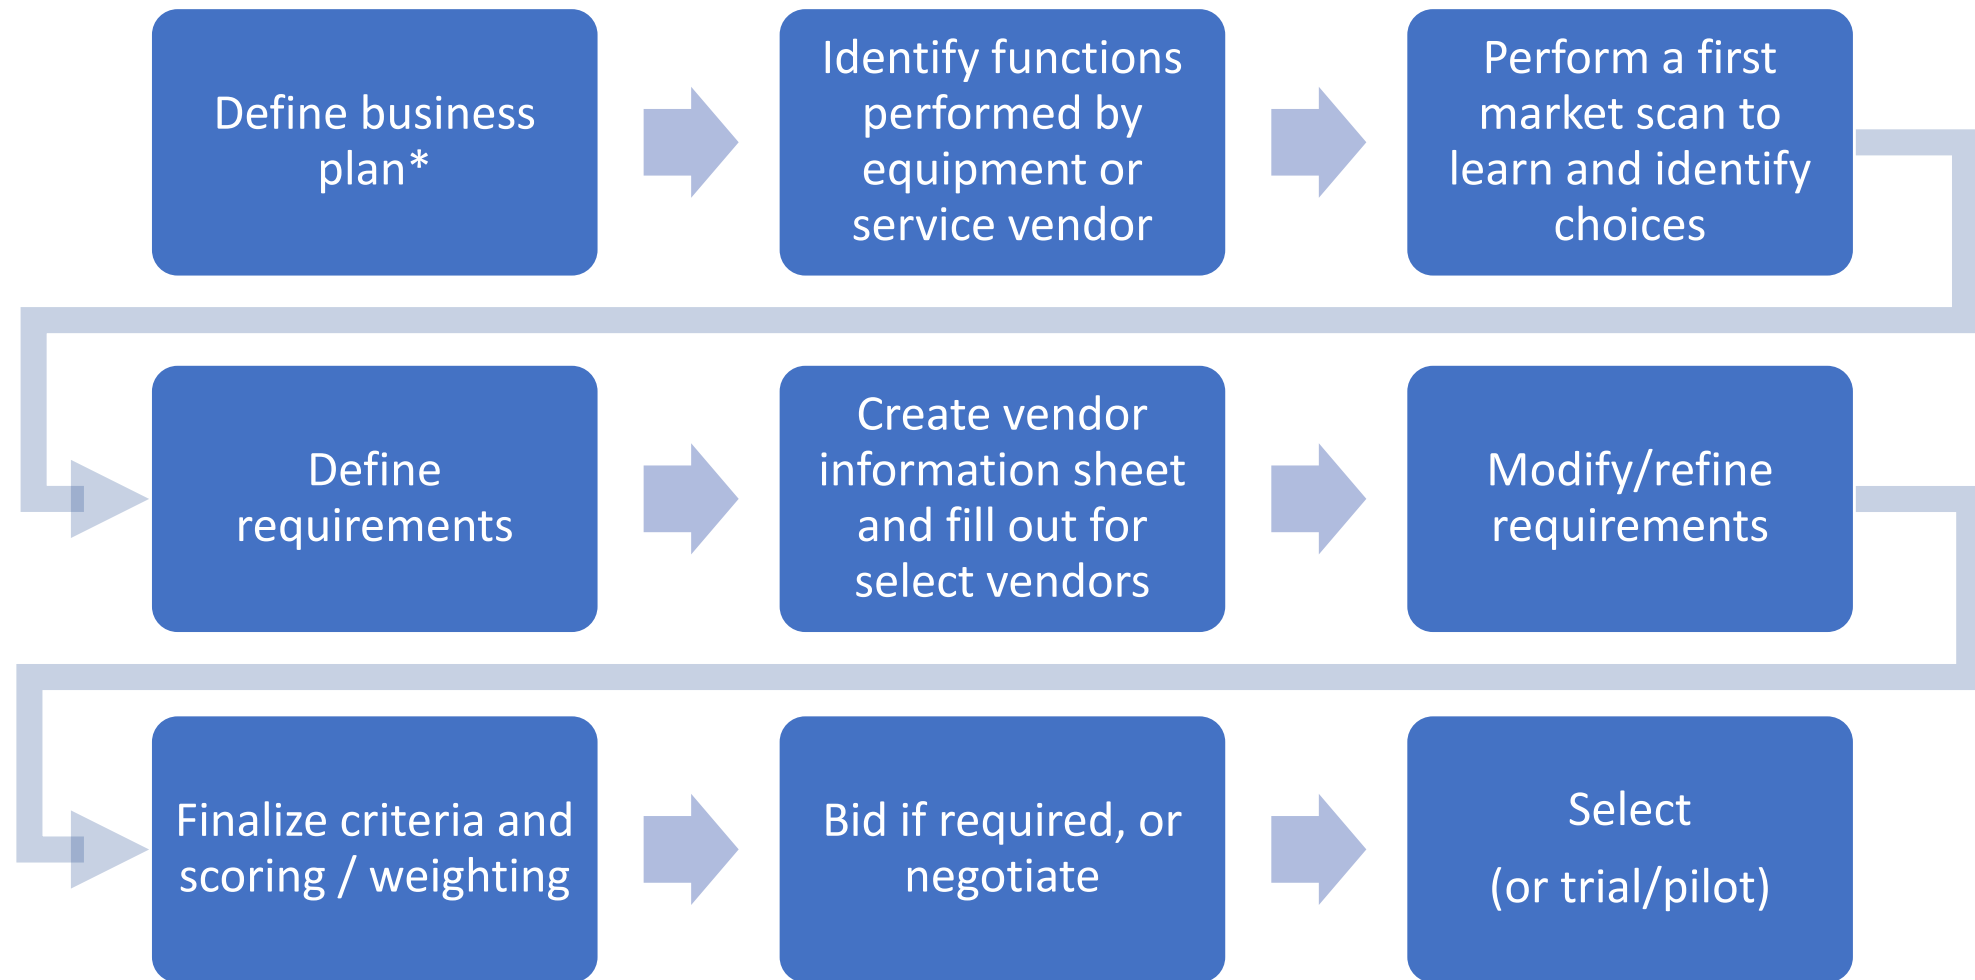 Define business
plan*
Identify functions
performed by
equipment or
service vendor
Perform a first
market scan to
learn and identify
choices
Define
requirements
Create vendor
information sheet
and fill out for
select vendors
Modify/refine
requirements
Finalize criteria and
scoring / weighting
Bid if required, or
negotiate
Select
(or trial/pilot)